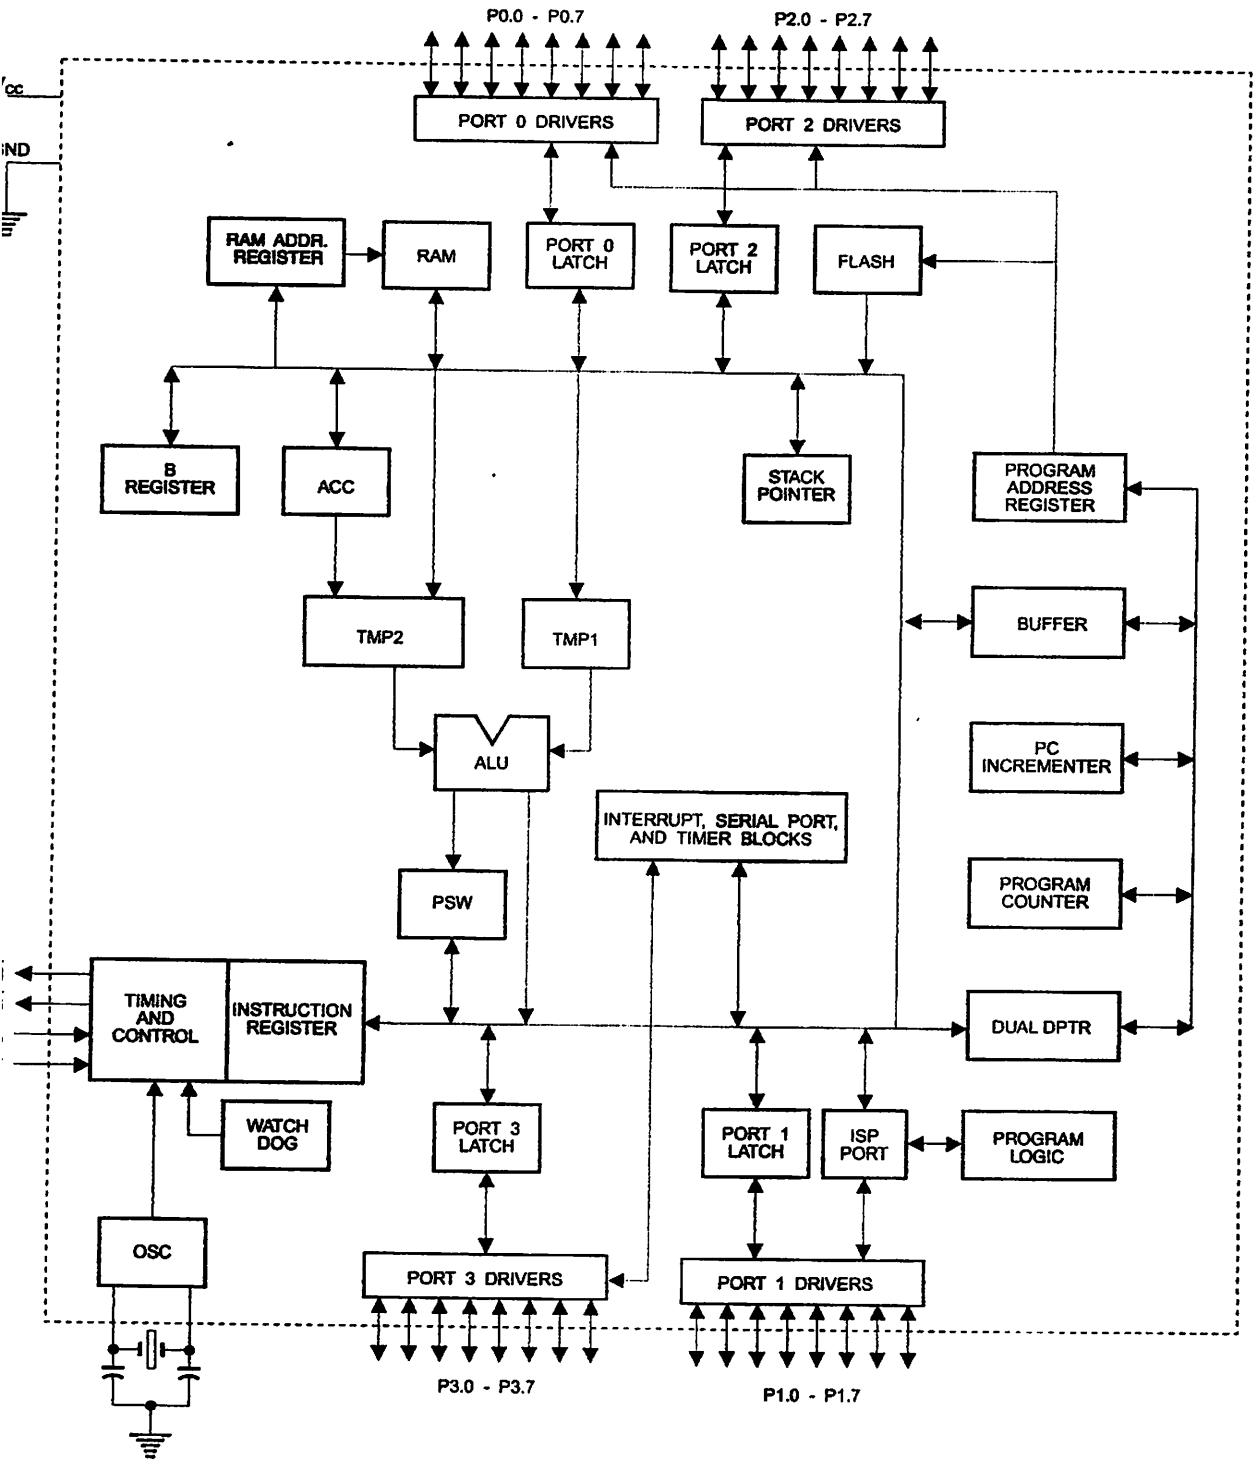 P0.0 - P0.7
P2.0 - P2.7
CC
PORT 0 DRIVERS
PORT 2 DRIVERS
RAM ADDR.
REGISTER
RAM
PORT 0
LATCH
PORT 2
LATCH
FLASH
B
REGISTER
ACC
STACK
POINTER
PROGRAM
ADDRESS
REGISTER
TMP2
TMP1
BUFFER
ALU
PC
INCREMENTER
INTERRUPT, SERIAL PORT,
AND TIMER BLOCKS
PSW
PROGRAM
COUNTER
TIMING
AND
CONTROL
INSTRUCTION
REGISTER
DUAL DPTR
WATCH
DOG
PORT 3
LATCH
PORT 1
LATCH
ISP
PORT
PROGRAM
LOGIC
OSC
PORT 3 DRIVERS
PORT 1 DRIVERS
P3.0 - P3.7
P1.0 - P1.7